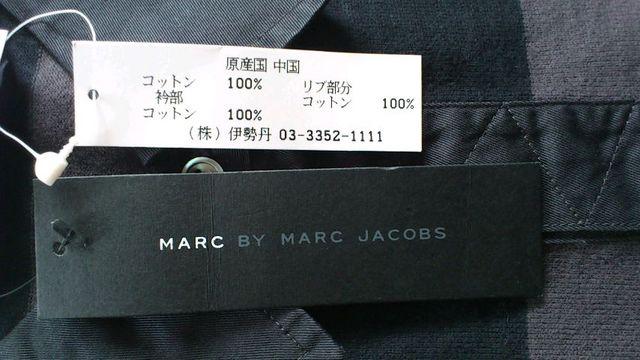 原産国 中国
コットン 100% リブ部分
衿部 コットン 100%
コットン 100%
(株) 伊勢丹 03-3352-1111
MARC BY MARC JACOBS